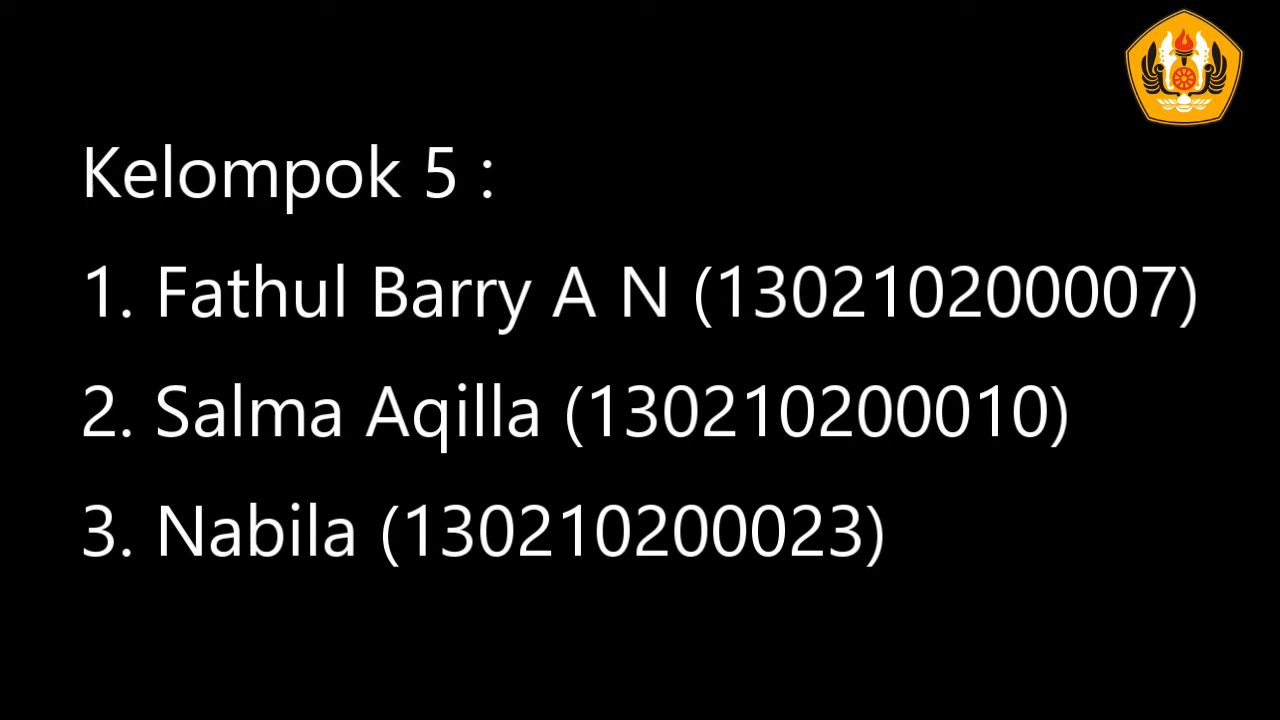 Kelompok 5 :
1. Fathul Barry A N (130210200007)
2. Salma Aqilla (130210200010)
3. Nabila (130210200023)